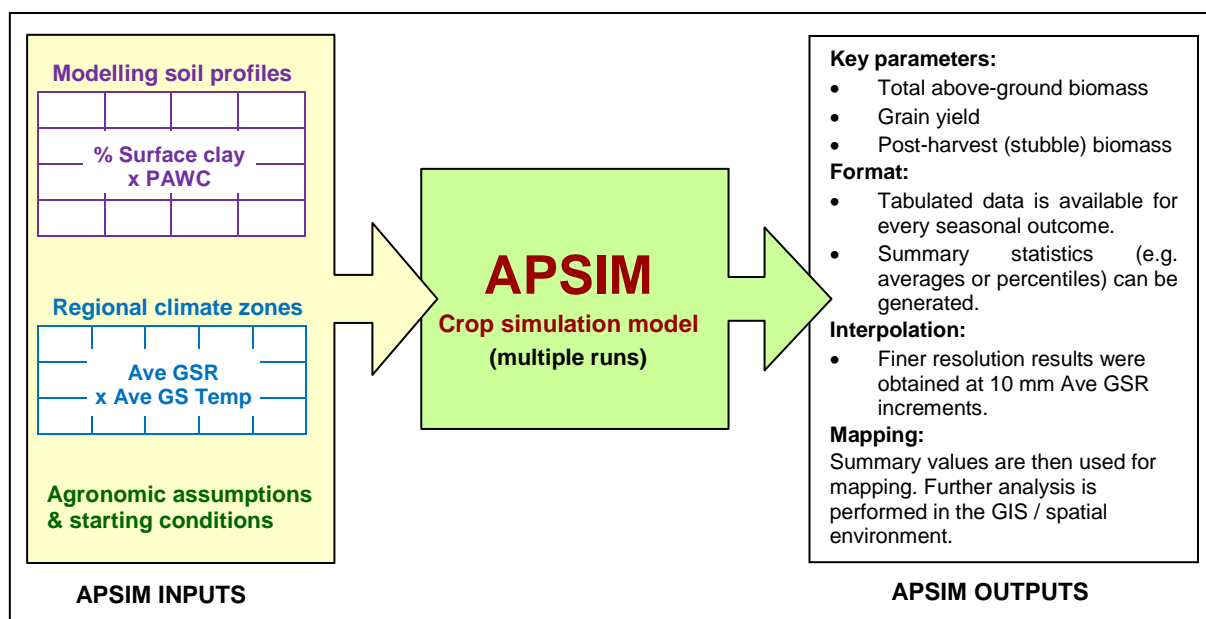 Modelling soil profiles
% Surface clay
x PAWC
Regional climate zones
Ave GSR
x Ave GS Temp
Agronomic assumptions
& starting conditions
APSIM INPUTS
APSIM
Crop simulation model
(multiple runs)
Key parameters:
• Total above-ground biomass
• Grain yield
• Post-harvest (stubble) biomass
Format:
• Tabulated data is available for
every seasonal outcome.
• Summary statistics (e.g.
averages or percentiles) can be
generated.
Interpolation:
• Finer resolution results were
obtained at 10 mm Ave GSR
increments.
Mapping:
Summary values are then used for
mapping. Further analysis is
performed in the GIS / spatial
environment.
APSIM OUTPUTS